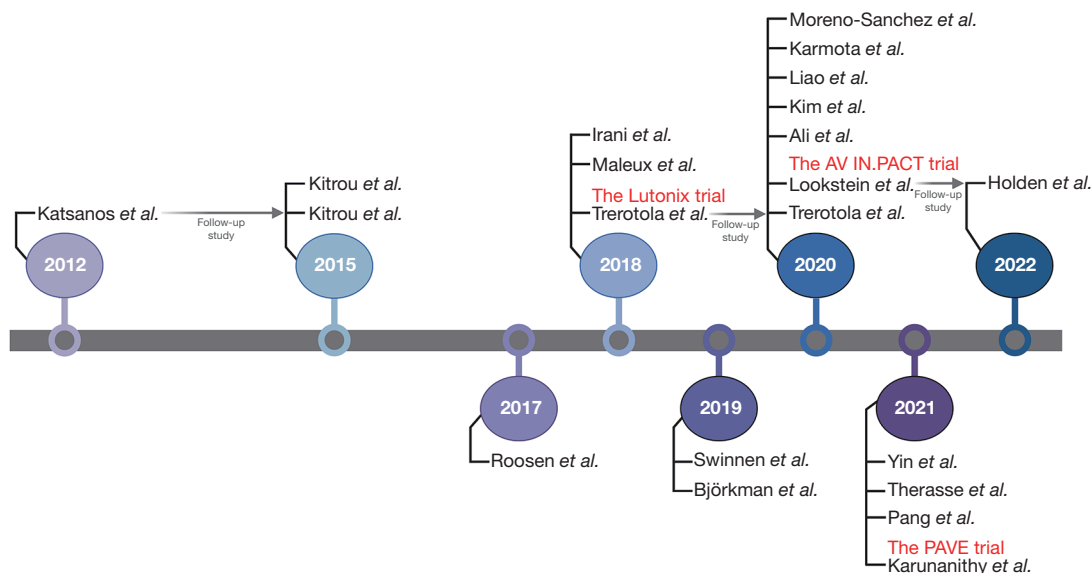 Moreno-Sanchez et al.
Karmota et al.
Liao et al.
Kim et al.
Ali et al.
The AV IN.PACT trial
Lookstein et al.
Trerotola et al.
Follow-up
study
Holden et al.
Irani et al.
Maleux et al.
The Lutonix trial
Trerotola et al.
Follow-up
study
Kitrou et al.
Kitrou et al.
Katsanos et al.
Follow-up
study
2012
2015
2018
2020
2022
2017
2019
2021
Roosen et al.
Swinnen et al.
Björkman et al.
Yin et al.
Therasse et al.
Pang et al.
The PAVE trial
Karunanithy et al.